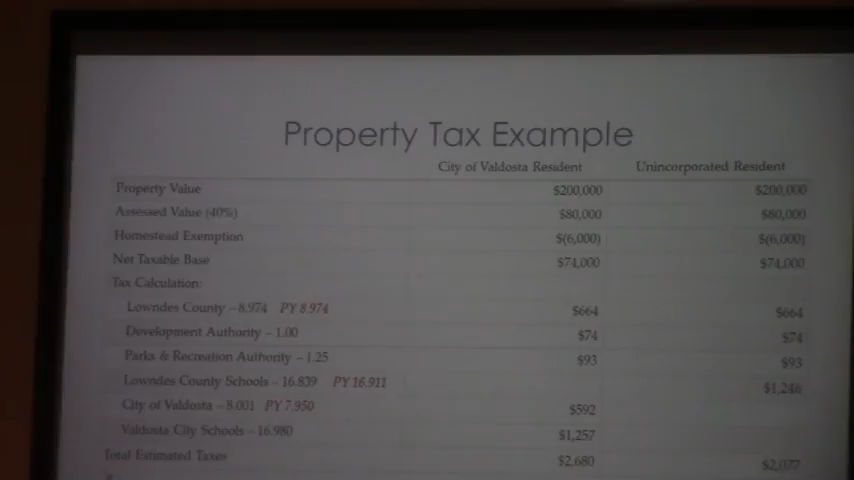 Property Tax Example
City of Valdosta Resident Unincorporated Resident
Property Value $200,000 $200,000
Assessed Value (40%) $80,000 $80,000
Homestead Exemption $(6,000) $(6,000)
Net Taxable Base $74,000 $74,000
Tax Calculation:
Lowndes County – 8.974 PY 8.974 $664 $664
Development Authority – 1.00 $74 $74
Parks & Recreation Authority – 1.25 $93 $93
Lowndes County Schools – 16.839 PY 16.911 $1,246
City of Valdosta – 8.001 PY 7.950 $592
Valdosta City Schools – 16.980 $1,257
Total Estimated Taxes $2,680 $2,077